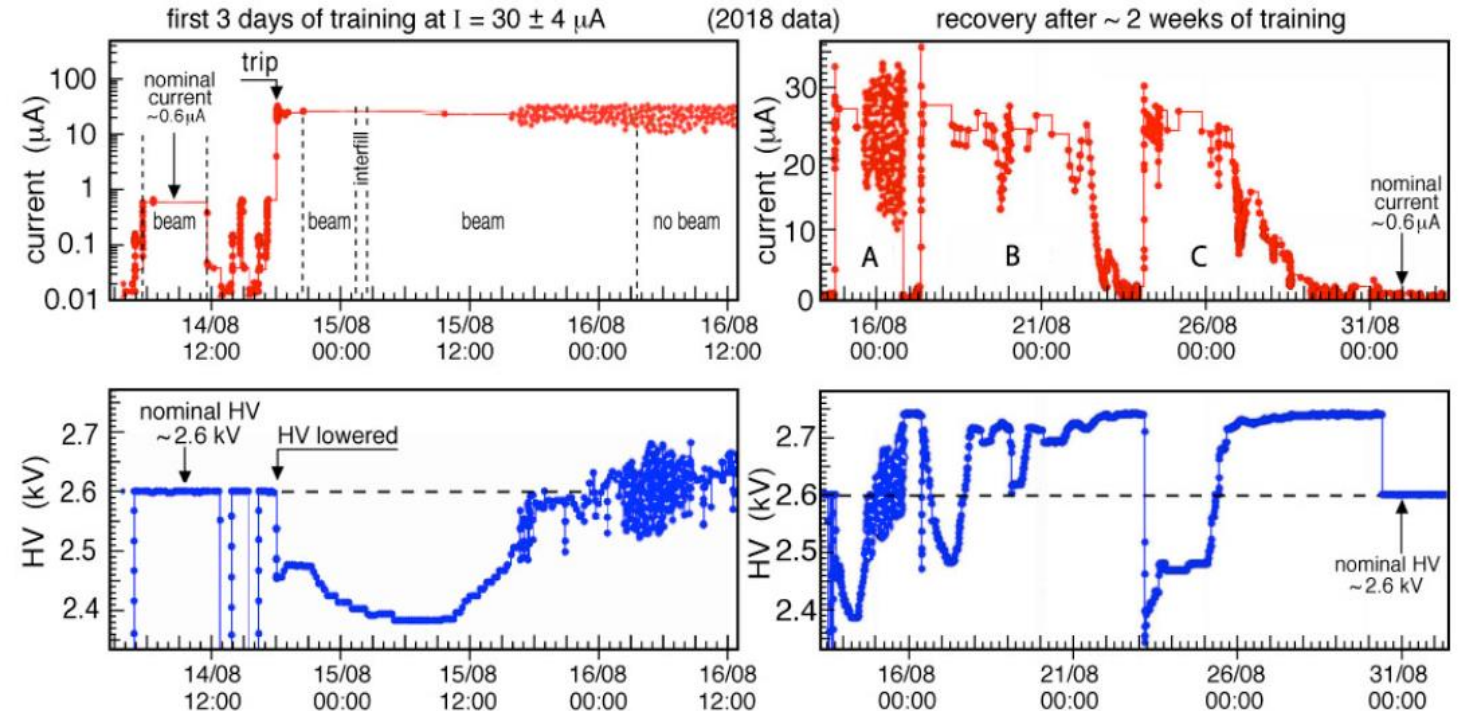 first 3 days of training at I = 30 ± 4 μA
(2018 data)
recovery after ~ 2 weeks of training
current (μA)
100
10
1
0.1
0.01
nominal
current
~0.6μA
trip
beam
beam
interfill
beam
no beam
14/08
12:00
15/08
00:00
15/08
12:00
16/08
00:00
16/08
12:00
current (μA)
30
20
10
0
A
B
C
nominal
current
~0.6μA
16/08
00:00
21/08
00:00
26/08
00:00
31/08
00:00
HV (kV)
2.7
2.6
2.5
2.4
nominal HV
~2.6 kV
HV lowered
14/08
12:00
15/08
00:00
15/08
12:00
16/08
00:00
16/08
12:00
HV (kV)
2.7
2.6
2.5
2.4
nominal HV
~2.6 kV
16/08
00:00
21/08
00:00
26/08
00:00
31/08
00:00